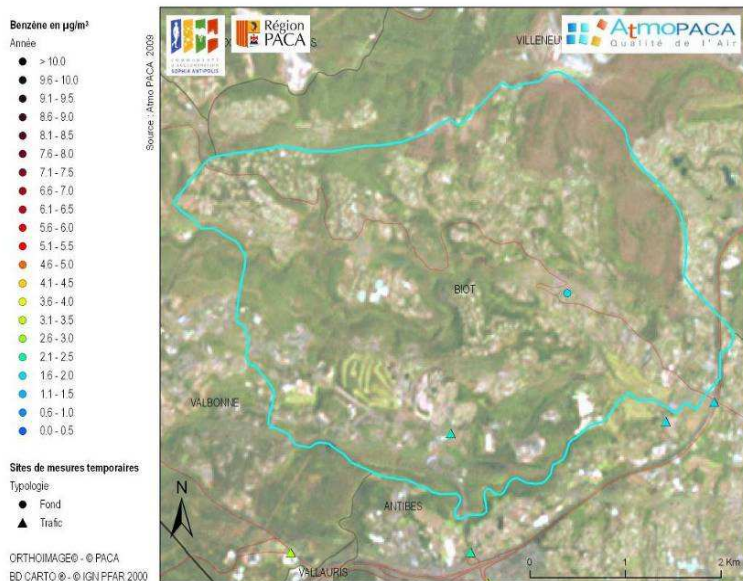 Benzène en µg/m³
Année
> 10.0
9.6 - 10.0
9.1 - 9.5
8.6 - 9.0
8.1 - 8.5
7.6 - 8.0
7.1 - 7.5
6.6 - 7.0
6.1 - 6.5
5.6 - 6.0
5.1 - 5.5
4.6 - 5.0
4.1 - 4.5
3.6 - 4.0
3.1 - 3.5
2.6 - 3.0
2.1 - 2.5
1.6 - 2.0
1.1 - 1.5
0.6 - 1.0
0.0 - 0.5
Sites de mesures temporaires
Typologie
Fond
Trafic
ORTHOIMAGE© - © PACA
BD CARTO ® - © IGN PFAR 2000
Source : Atmo PACA 2009
SOPHIA ANTIPOLIS
Région
PACA
VILLENEU
AtmoPACA
Qualité de l'Air
BIOT
VALBONNE
ANTIBES
VALLAURIS
N
0 1 2 Km